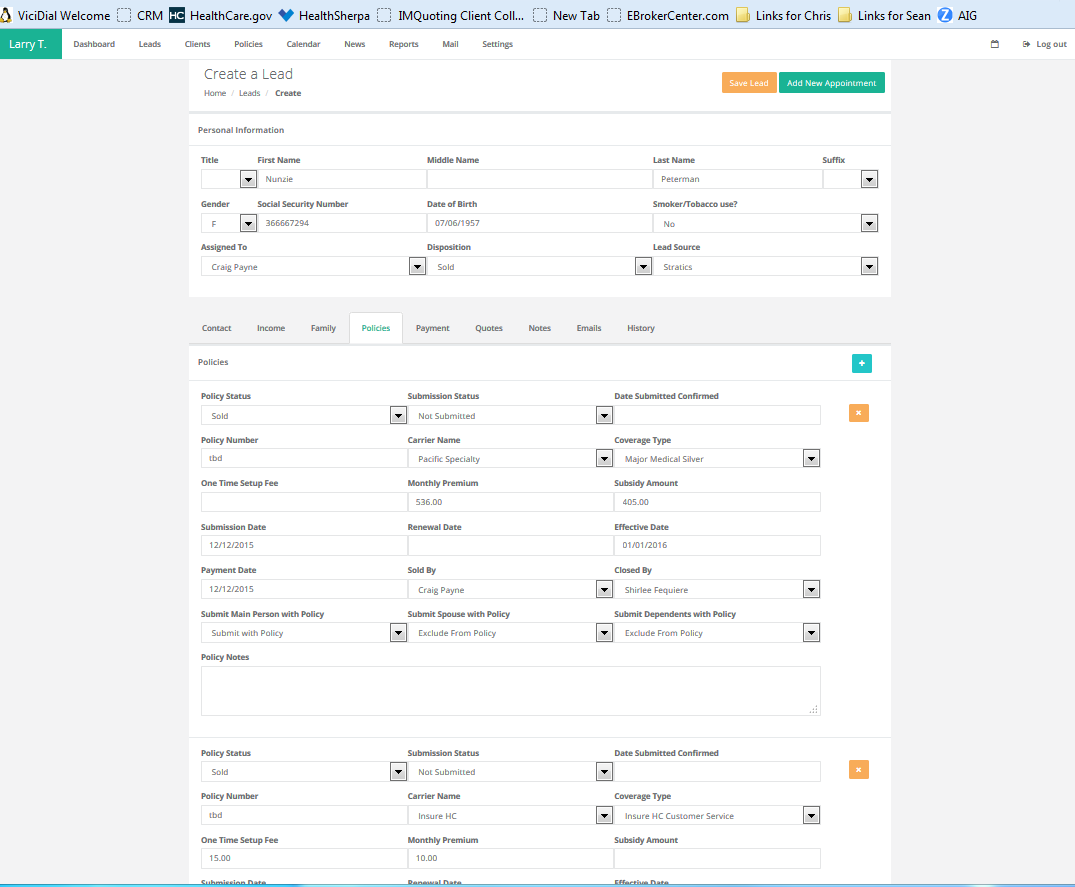 ViciDial Welcome CRM HC HealthCare.gov HealthSherpa IMQuoting Client Coll... New Tab EBrokerCenter.com Links for Chris Links for Sean Z AIG
Larry T. Dashboard Leads Clients Policies Calendar News Reports Mail Settings Log out
Create a Lead
Save Lead Add New Appointment
Home / Leads / Create
Personal Information
Title First Name Middle Name Last Name Suffix
Nunzie Peterman
Gender Social Security Number Date of Birth Smoker/Tobacco use?
F 366667294 07/06/1957 No
Assigned To Disposition Lead Source
Craig Payne Sold Stratics
Contact Income Family Policies Payment Quotes Notes Emails History
Policies +
Policy Status Submission Status Date Submitted Confirmed
Sold Not Submitted
Policy Number Carrier Name Coverage Type
tbd Pacific Specialty Major Medical Silver
One Time Setup Fee Monthly Premium Subsidy Amount
536.00 405.00
Submission Date Renewal Date Effective Date
12/12/2015 01/01/2016
Payment Date Sold By Closed By
12/12/2015 Craig Payne Shirlee Fequiere
Submit Main Person with Policy Submit Spouse with Policy Submit Dependents with Policy
Submit with Policy Exclude From Policy Exclude From Policy
Policy Notes
Policy Status Submission Status Date Submitted Confirmed
Sold Not Submitted
Policy Number Carrier Name Coverage Type
tbd Insure HC Insure HC Customer Service
One Time Setup Fee Monthly Premium Subsidy Amount
15.00 10.00
Submission Date Renewal Date Effective Date